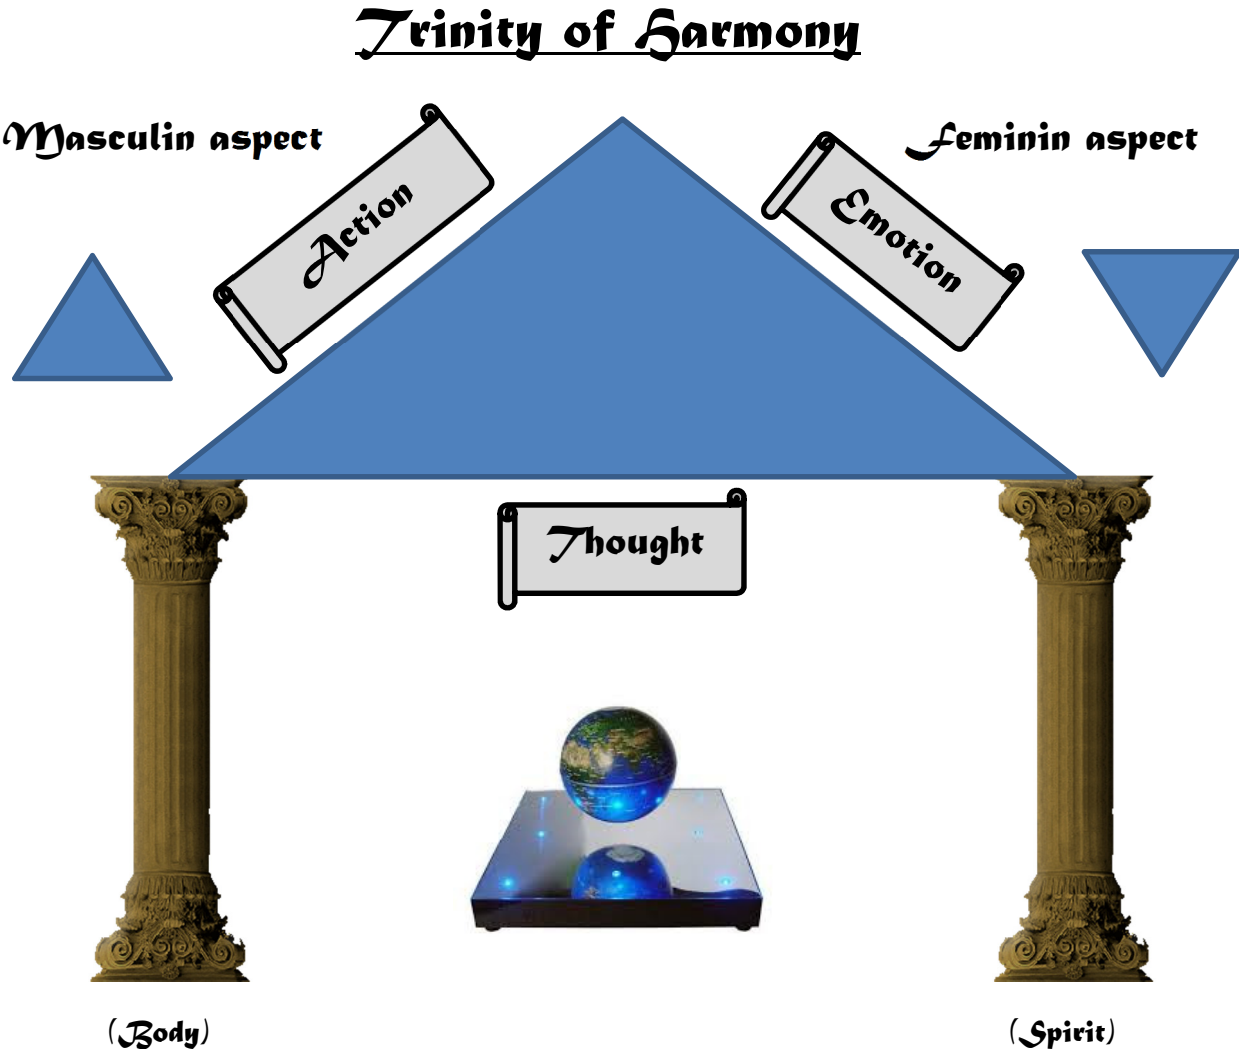 Trinity of Harmony
Masculin aspect
Feminin aspect
Action
Emotion
Thought
(Body)
(Spirit)